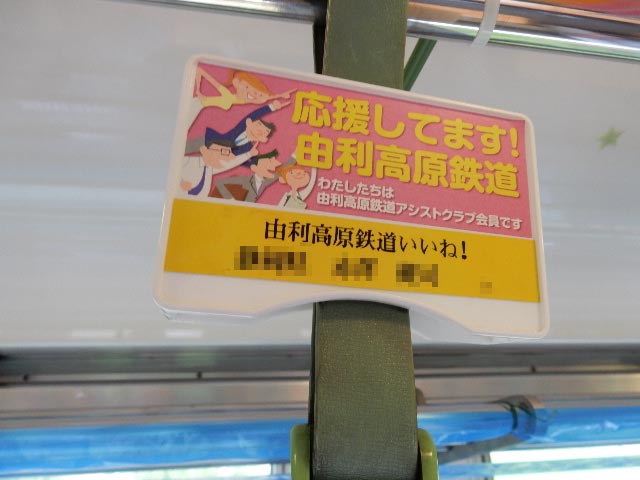 応援してます!
由利高原鉄道
わたしたちは
由利高原鉄道アシストクラブ会員です
由利高原鉄道いいね!